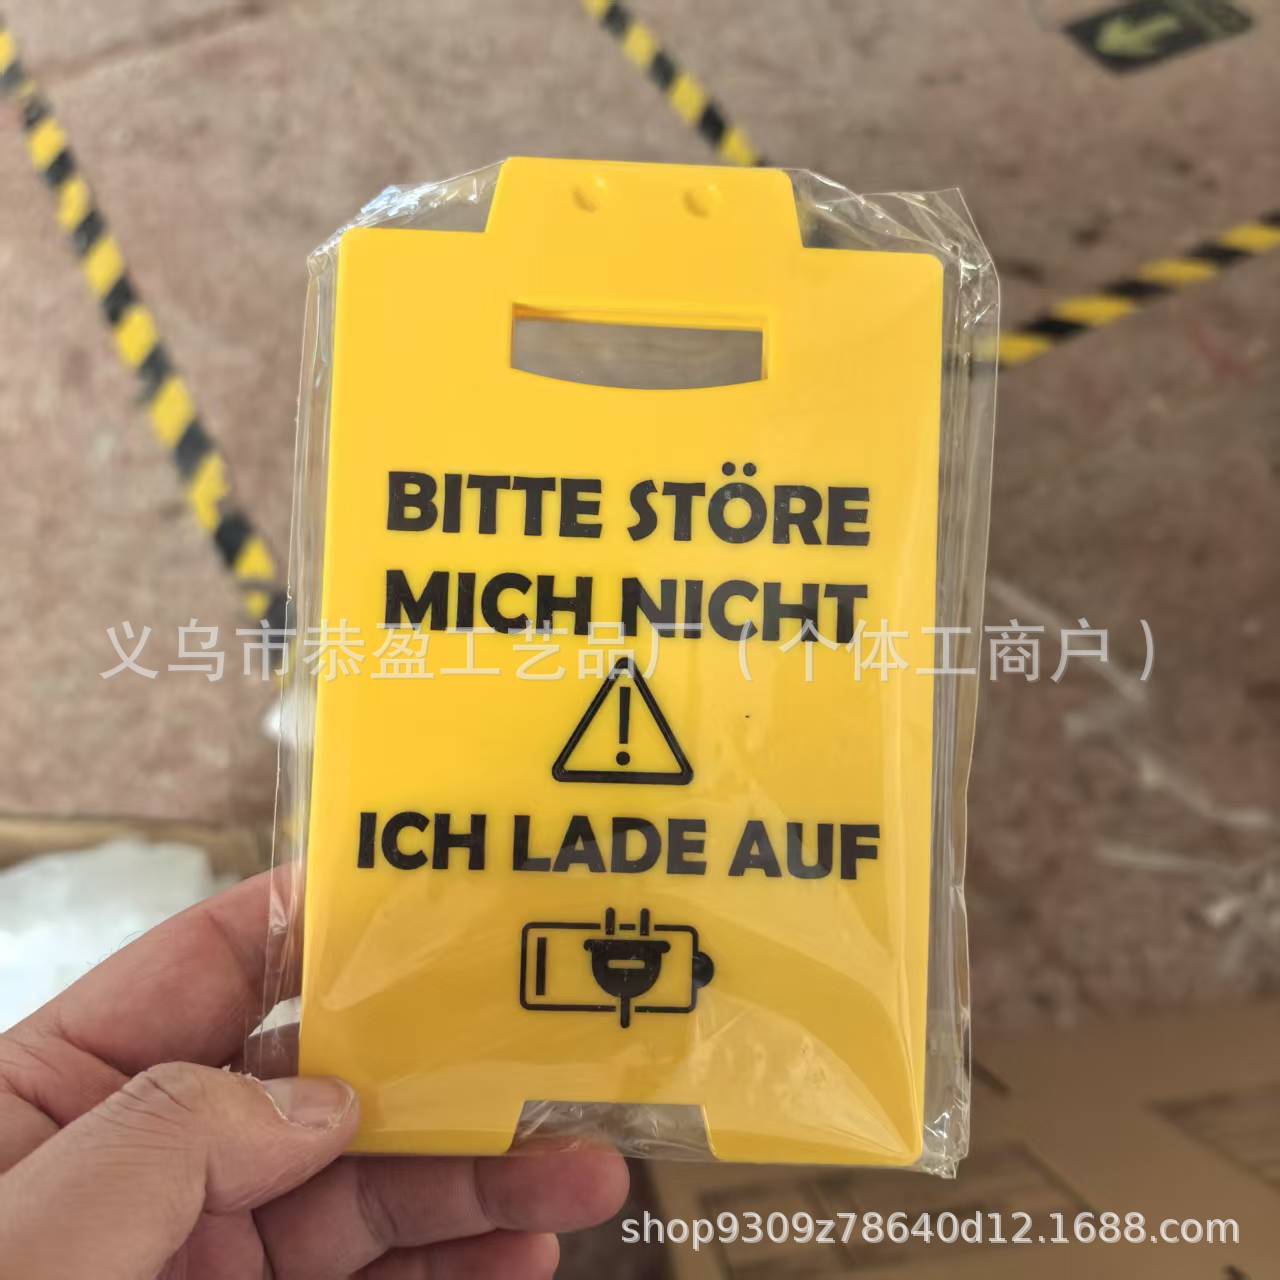 BITTE STÖRE
MICH NICHT
义乌市恭盈工艺品厂（个体工商户）
ICH LADE AUF
shop9309z78640d12.1688.com